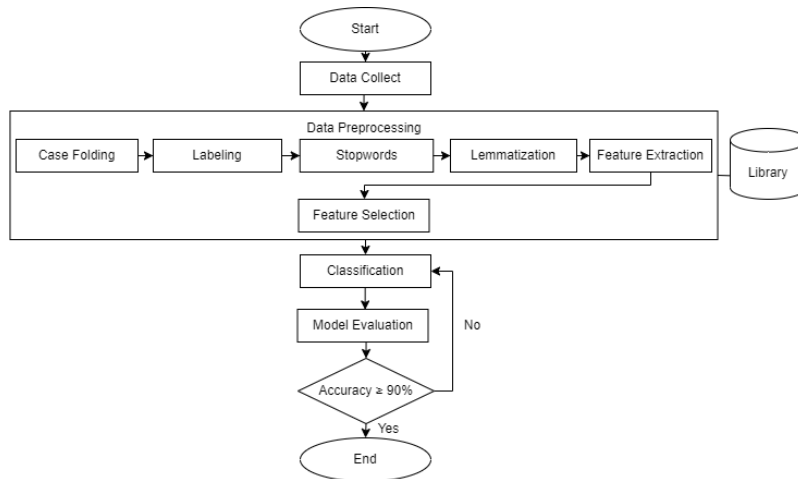 Start
Data Collect
Data Preprocessing
Case Folding
Labeling
Stopwords
Lemmatization
Feature Extraction
Library
Feature Selection
Classification
Model Evaluation
No
Accuracy ≥ 90%
Yes
End